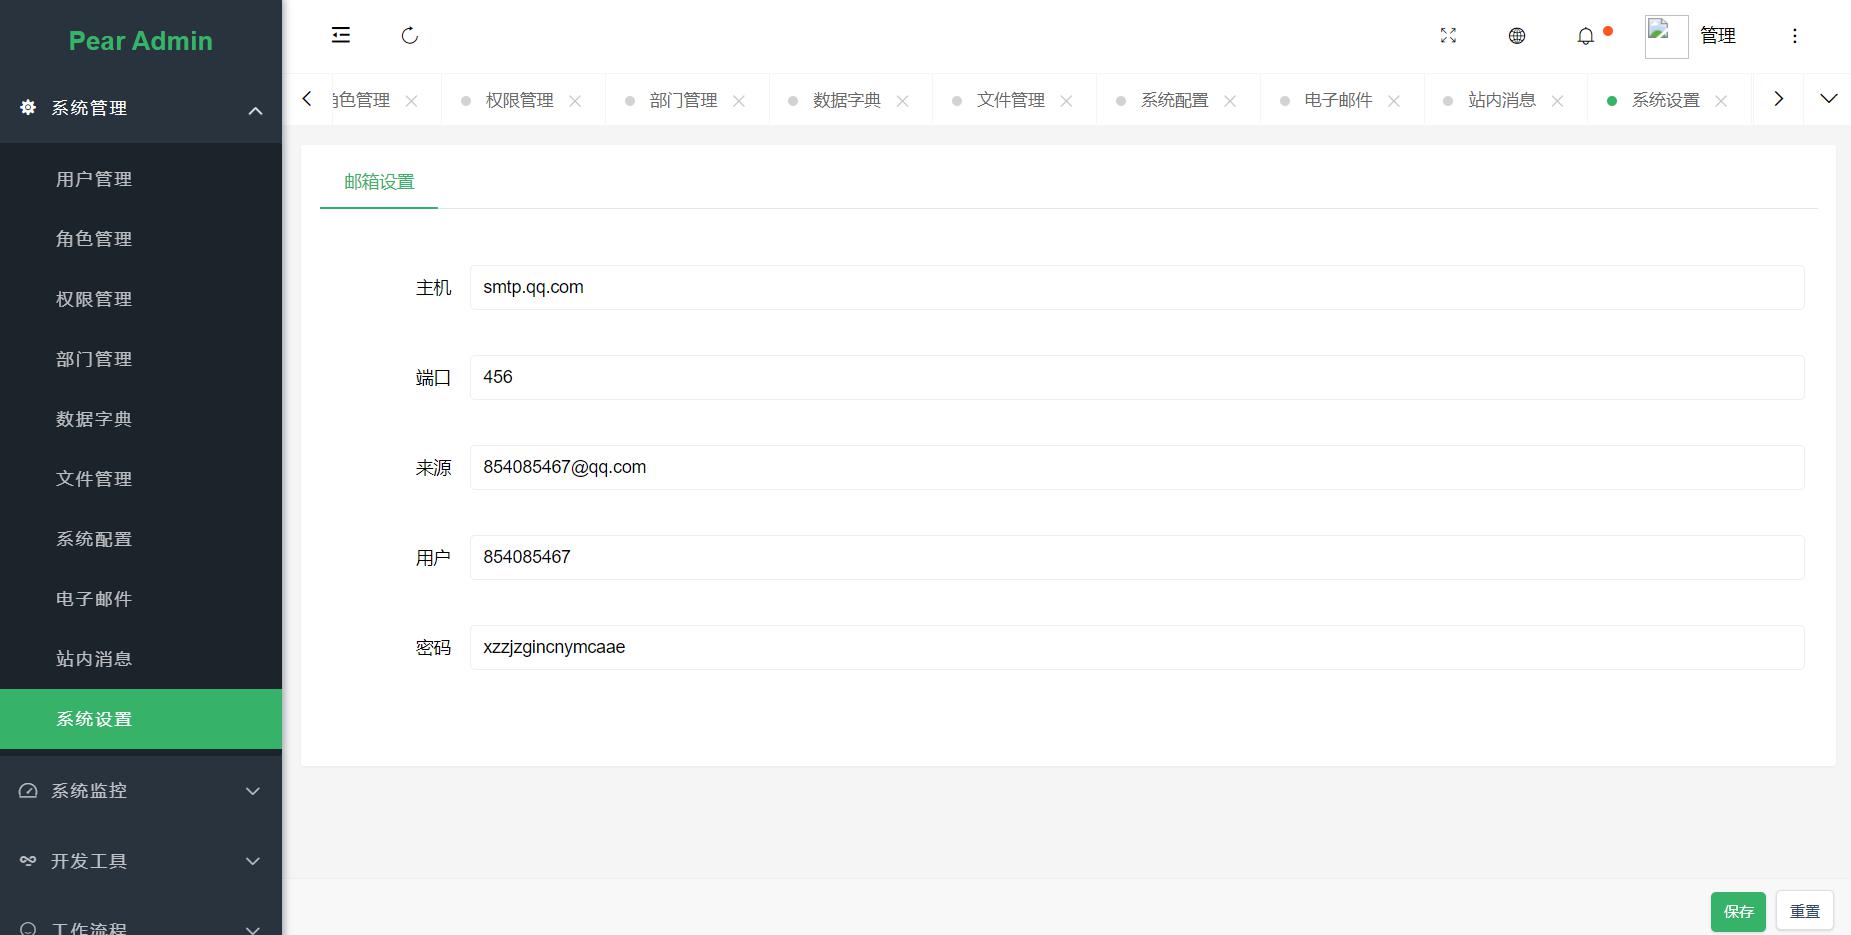 Pear Admin
系统管理
用户管理
角色管理
权限管理
部门管理
数据字典
文件管理
系统配置
电子邮件
站内消息
系统设置
系统监控
开发工具
工作流程
管理
角色管理
权限管理
部门管理
数据字典
文件管理
系统配置
电子邮件
站内消息
系统设置
邮箱设置
主机 smtp.qq.com
端口 456
来源 854085467@qq.com
用户 854085467
密码 xzzjzgincnymcaae
保存 重置